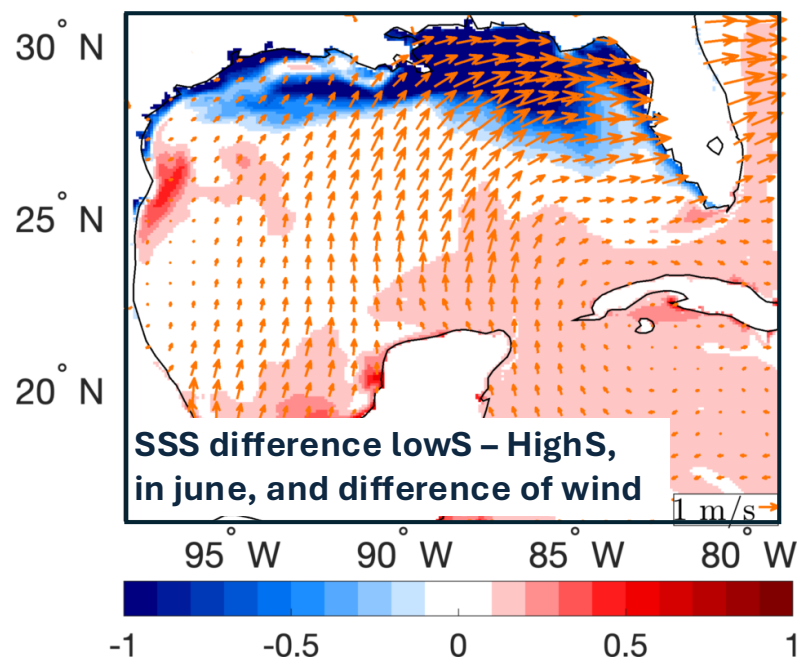 30° N
25° N
20° N
SSS difference lowS – HighS,
in june, and difference of wind
1 m/s
95° W 90° W 85° W 80° W
-1 -0.5 0 0.5 1